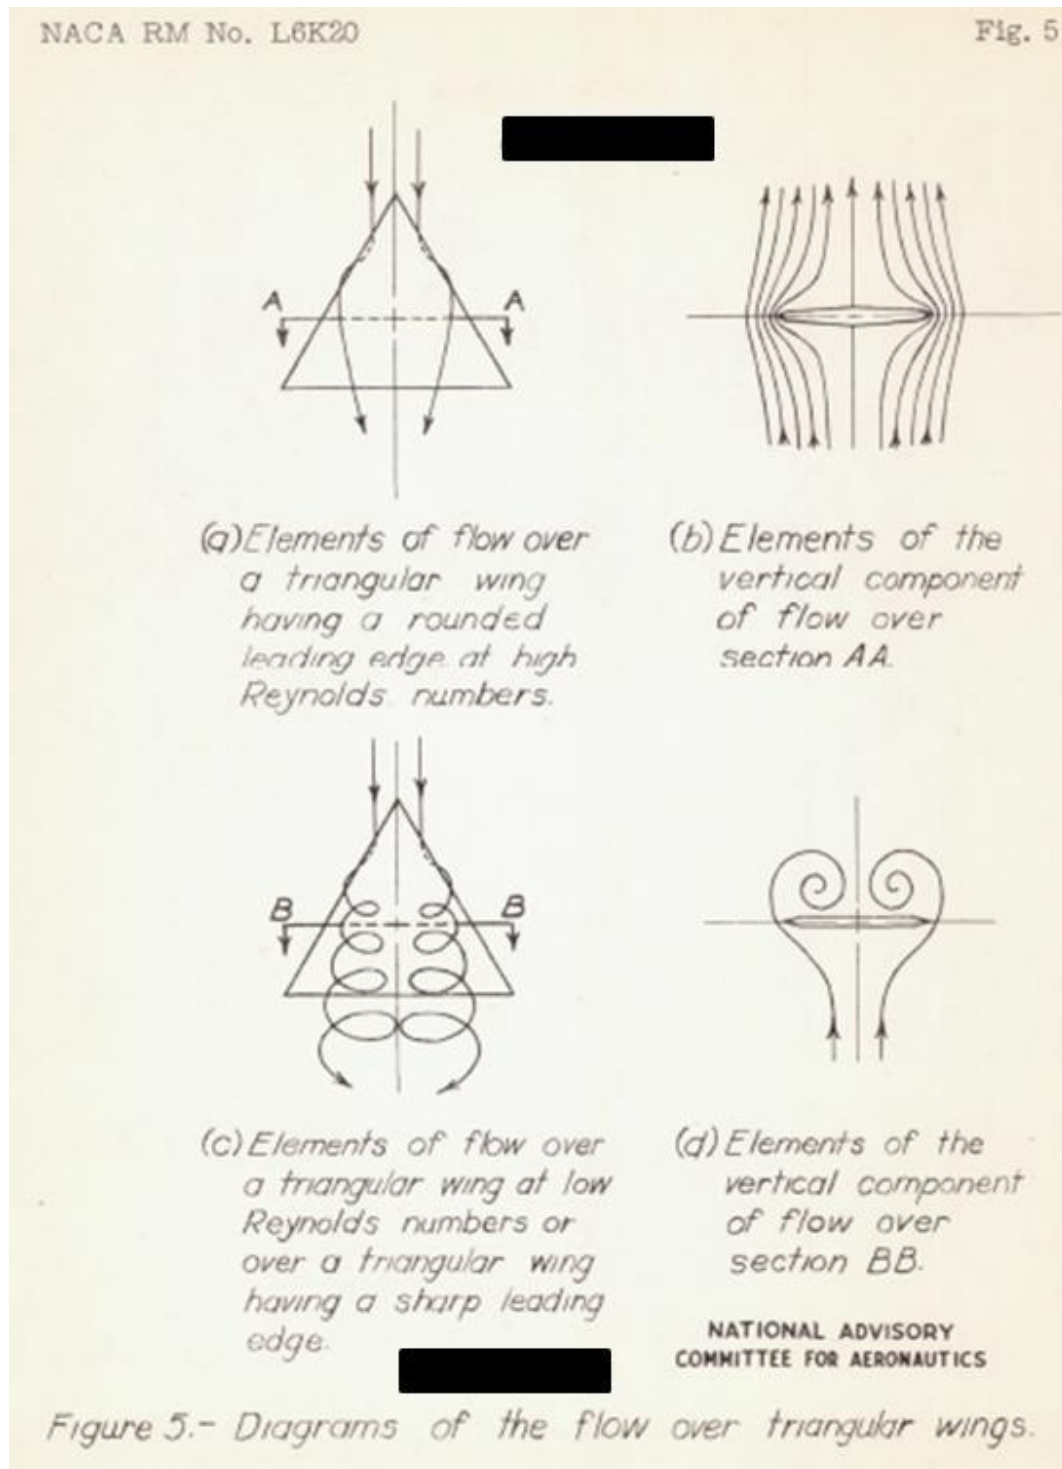 NACA RM No. L6K20
Fig. 5
A
A
(a) Elements of flow over
a triangular wing
having a rounded
leading edge at high
Reynolds numbers.
(b) Elements of the
vertical component
of flow over
section AA.
B
B
(c) Elements of flow over
a triangular wing at low
Reynolds numbers or
over a triangular wing
having a sharp leading
edge.
(d) Elements of the
vertical component
of flow over
section BB.
NATIONAL ADVISORY
COMMITTEE FOR AERONAUTICS
Figure 5.- Diagrams of the flow over triangular wings.